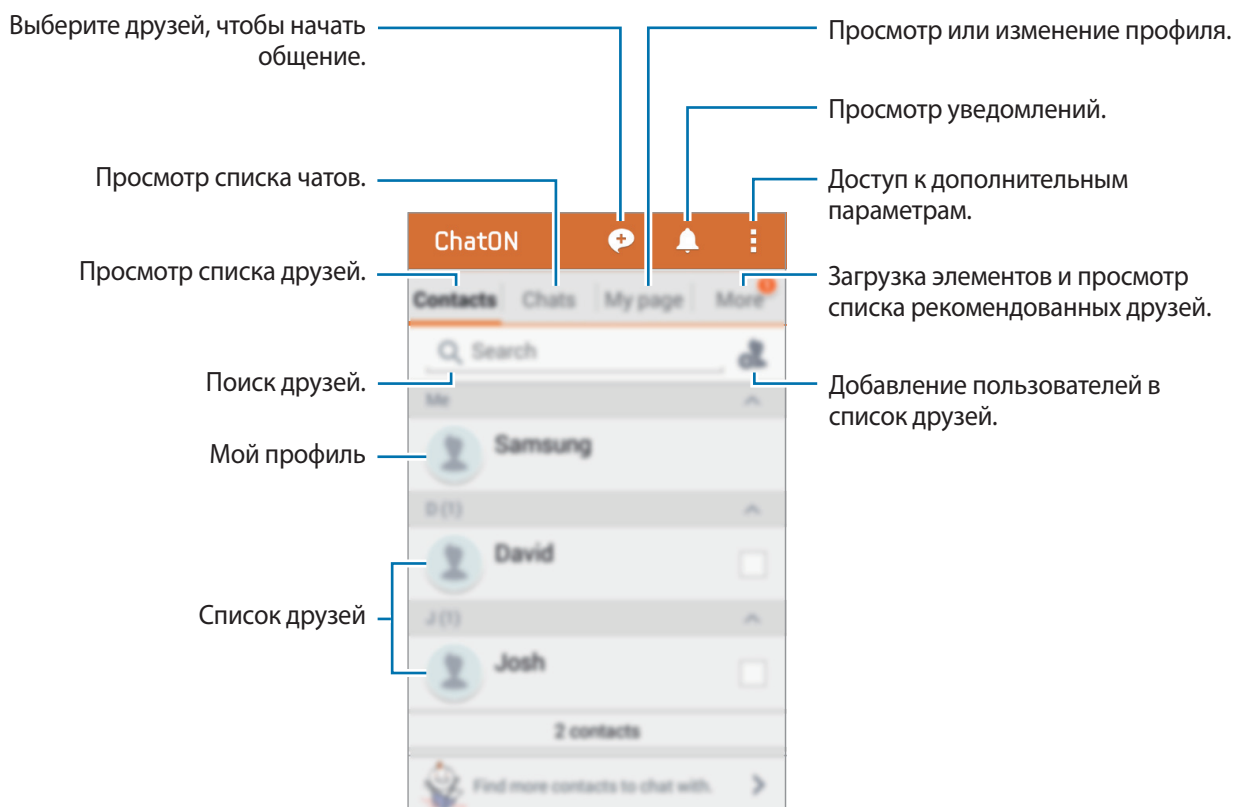 Выберите друзей, чтобы начать
общение.
Просмотр или изменение профиля.
Просмотр уведомлений.
Просмотр списка чатов.
Доступ к дополнительным
параметрам.
ChatON
Просмотр списка друзей.
Загрузка элементов и просмотр
списка рекомендованных друзей.
Contacts Chats My page More
Search
Поиск друзей.
Добавление пользователей в
список друзей.
Me
Мой профиль
Samsung
D (1)
David
Список друзей
J (1)
Josh
2 contacts
Find more contacts to chat with.